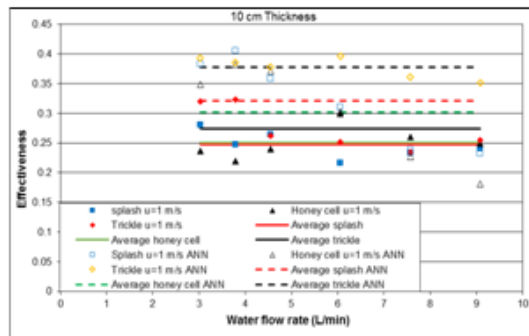 10 cm Thickness
0.45
0.4
0.35
0.3
0.25
0.2
0.15
0.1
0.05
0
Effectiveness
splash u=1 m/s
Honey cell u=1 m/s
Trickle u=1 m/s
Average splash
Average honey cell
Average trickle
Splash u=1 m/s ANN
Honey cell u=1 m/s ANN
Trickle u=1 m/s ANN
Average splash ANN
Average honey cell ANN
Average trickle ANN
0 1 2 3 4 5 6 7 8 9 10
Water flow rate (L/min)